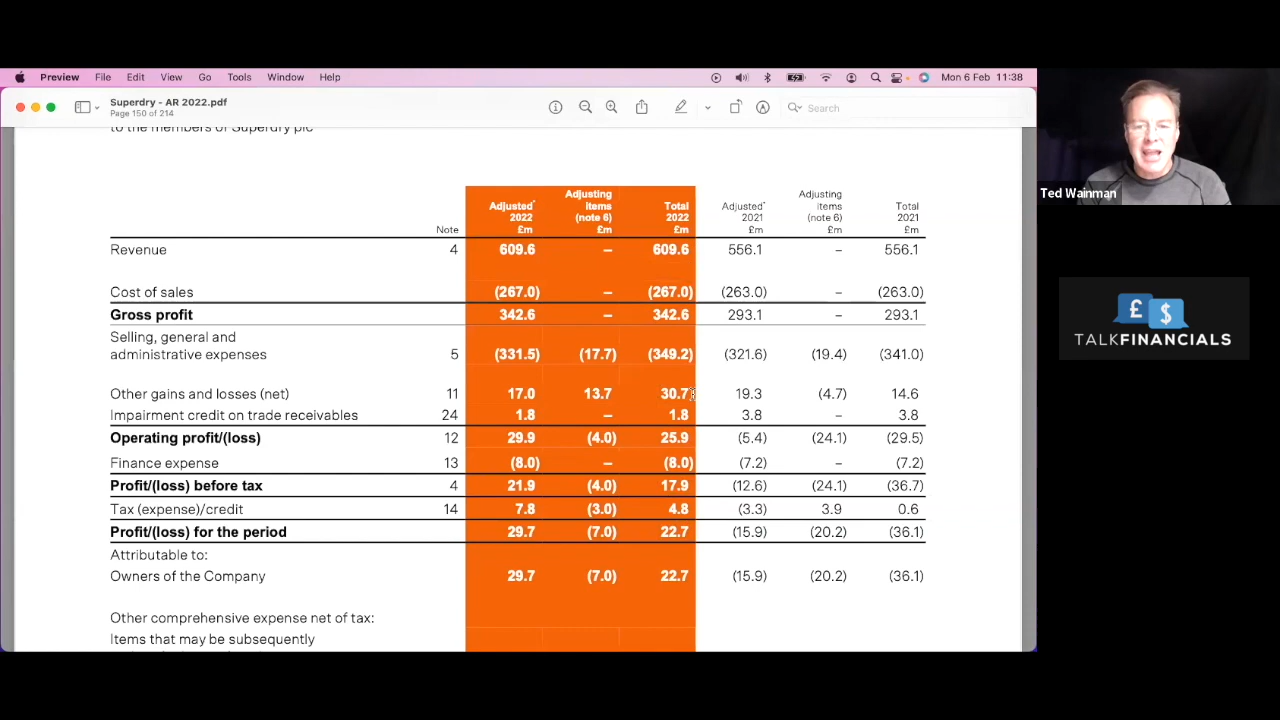 Preview File Edit View Go Tools Window Help Mon 6 Feb 11:38
Superdry - AR 2022.pdf
Page 150 of 214
Search
to the members of Superdry plc
Ted Wainman
£ $
TALKFINANCIALS
Note Adjusted* 2022 £m Adjusting items (note 6) £m Total 2022 £m Adjusted* 2021 £m Adjusting items (note 6) £m Total 2021 £m
Revenue 4 609.6 – 609.6 556.1 – 556.1
Cost of sales (267.0) – (267.0) (263.0) – (263.0)
Gross profit 342.6 – 342.6 293.1 – 293.1
Selling, general and
administrative expenses 5 (331.5) (17.7) (349.2) (321.6) (19.4) (341.0)
Other gains and losses (net) 11 17.0 13.7 30.7 19.3 (4.7) 14.6
Impairment credit on trade receivables 24 1.8 – 1.8 3.8 – 3.8
Operating profit/(loss) 12 29.9 (4.0) 25.9 (5.4) (24.1) (29.5)
Finance expense 13 (8.0) – (8.0) (7.2) – (7.2)
Profit/(loss) before tax 4 21.9 (4.0) 17.9 (12.6) (24.1) (36.7)
Tax (expense)/credit 14 7.8 (3.0) 4.8 (3.3) 3.9 0.6
Profit/(loss) for the period 29.7 (7.0) 22.7 (15.9) (20.2) (36.1)
Attributable to:
Owners of the Company 29.7 (7.0) 22.7 (15.9) (20.2) (36.1)
Other comprehensive expense net of tax:
Items that may be subsequently